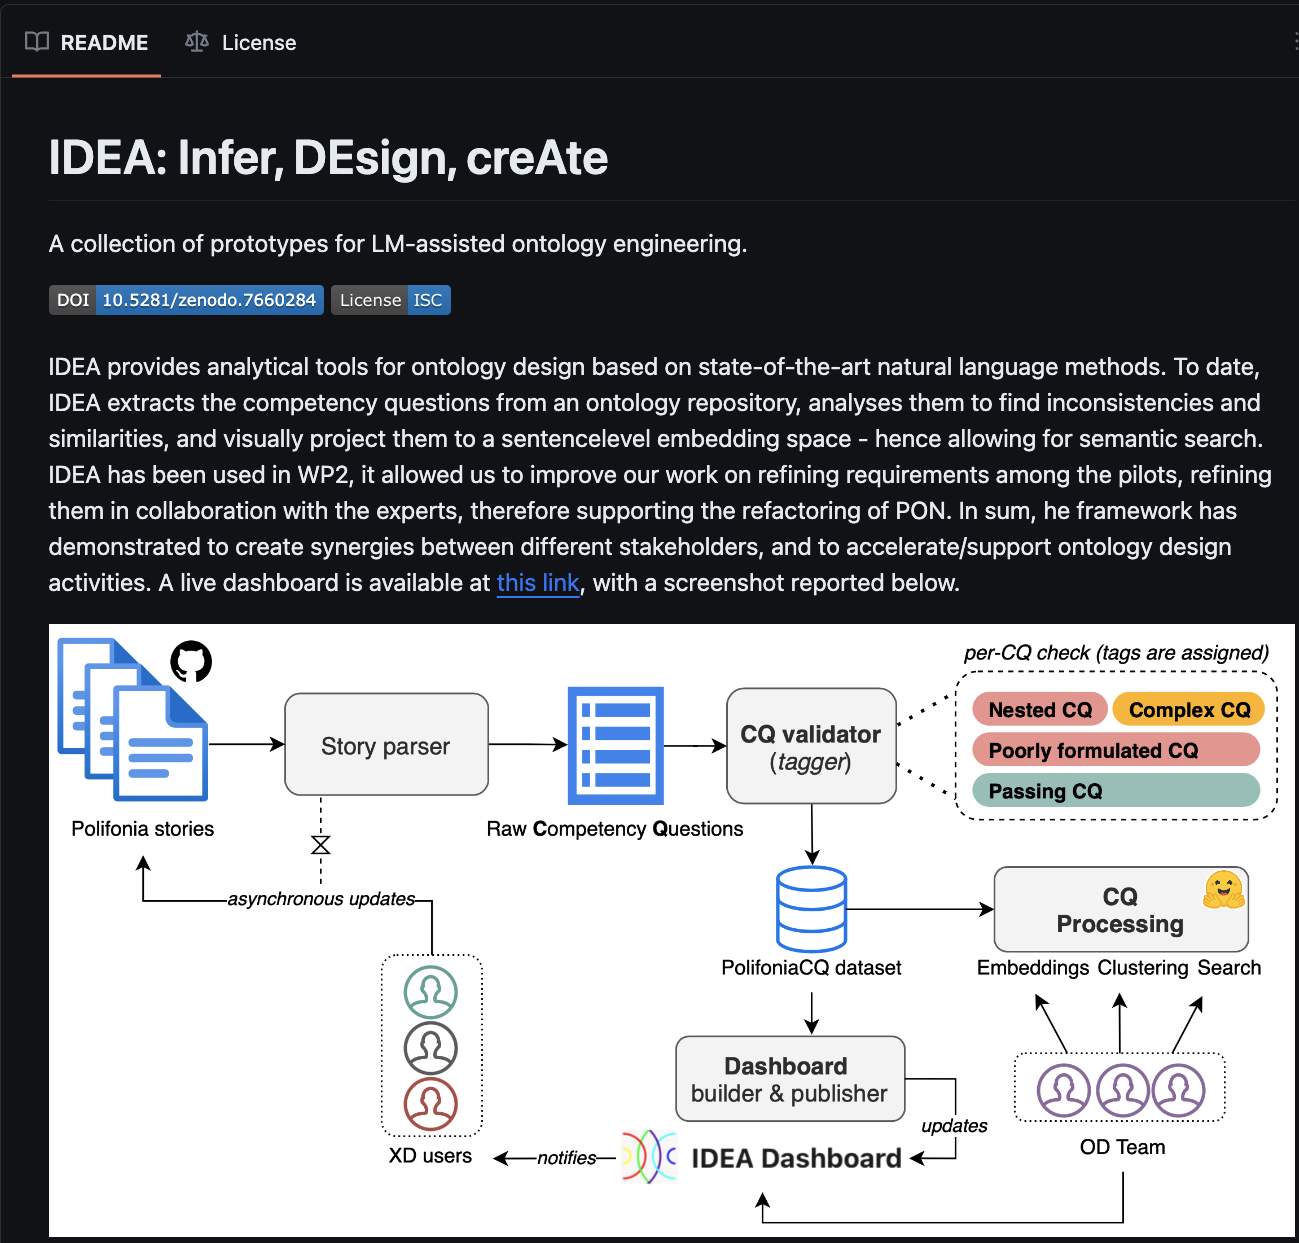 README License
IDEA: Infer, DEsign, creAte
A collection of prototypes for LM-assisted ontology engineering.
DOI 10.5281/zenodo.7660284 License ISC
IDEA provides analytical tools for ontology design based on state-of-the-art natural language methods. To date,
IDEA extracts the competency questions from an ontology repository, analyses them to find inconsistencies and
similarities, and visually project them to a sentencelevel embedding space - hence allowing for semantic search.
IDEA has been used in WP2, it allowed us to improve our work on refining requirements among the pilots, refining
them in collaboration with the experts, therefore supporting the refactoring of PON. In sum, he framework has
demonstrated to create synergies between different stakeholders, and to accelerate/support ontology design
activities. A live dashboard is available at this link, with a screenshot reported below.
per-CQ check (tags are assigned)
Nested CQ Complex CQ
Poorly formulated CQ
Passing CQ
Story parser
CQ validator
(tagger)
Polifonia stories
Raw Competency Questions
asynchronous updates
CQ
Processing
PolifoniaCQ dataset
Embeddings Clustering Search
Dashboard
builder & publisher
updates
OD Team
XD users
notifies
IDEA Dashboard